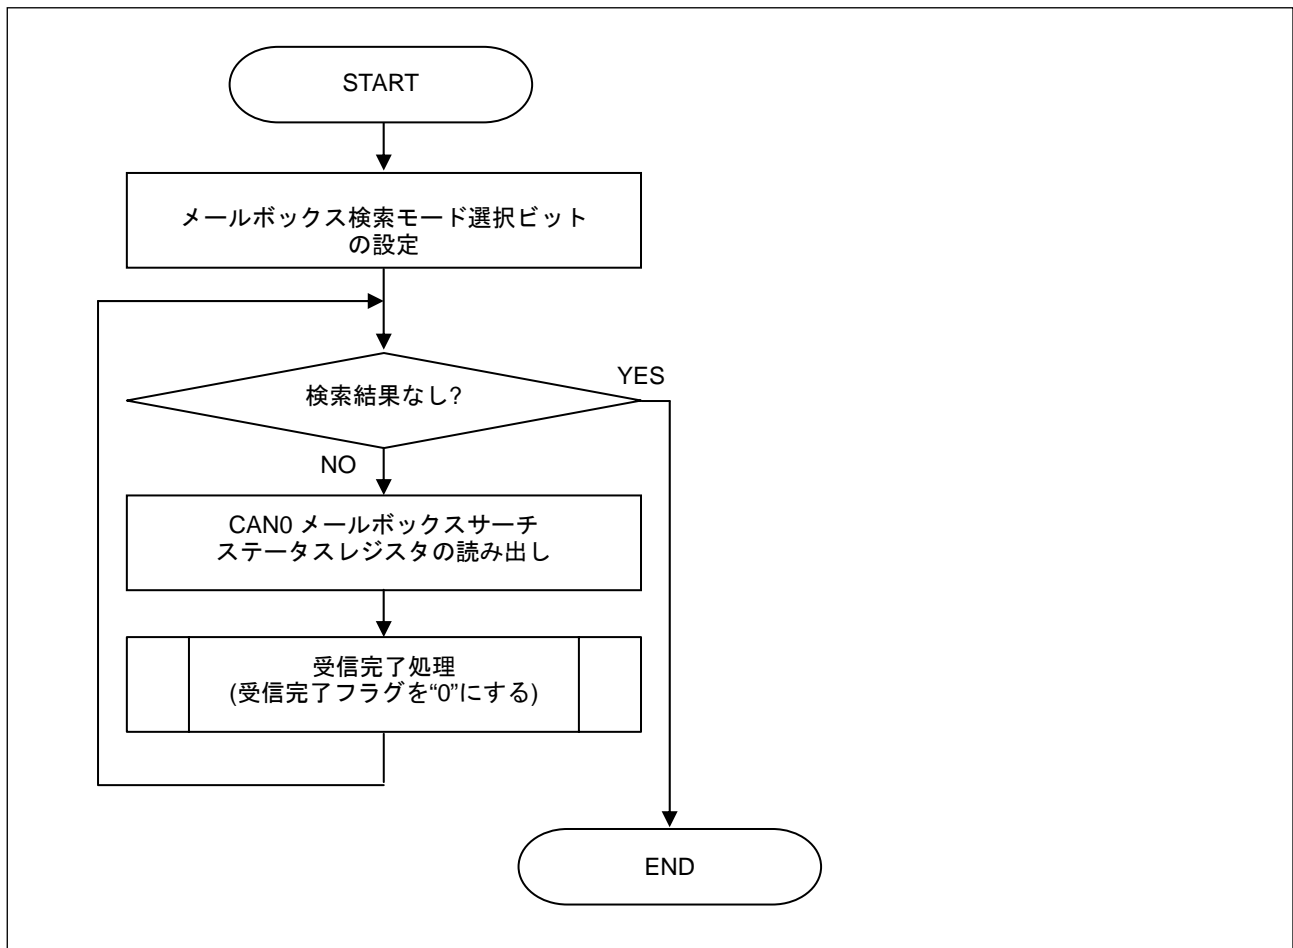 START
メールボックス検索モード選択ビット
の設定
検索結果なし?
YES
NO
CAN0 メールボックスサーチ
ステータスレジスタの読み出し
受信完了処理
(受信完了フラグを“0”にする)
END